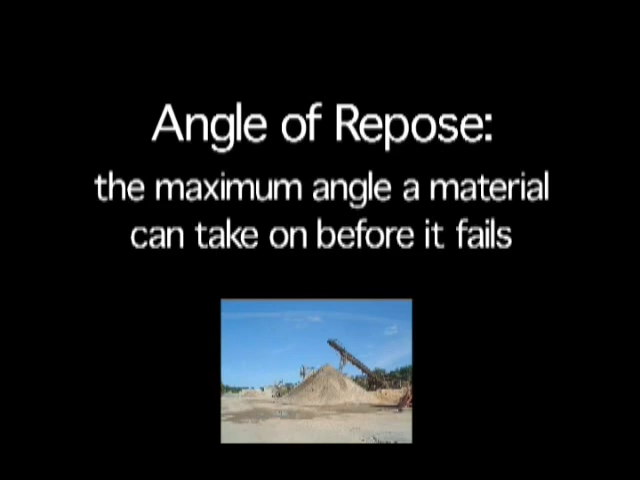 Angle of Repose:
the maximum angle a material
can take on before it fails